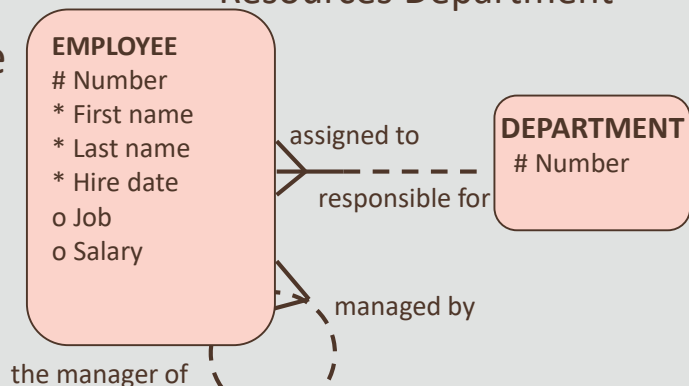 Resources Department
e
EMPLOYEE
# Number
* First name
* Last name
* Hire date
o Job
o Salary
assigned to
responsible for
DEPARTMENT
# Number
managed by
the manager of